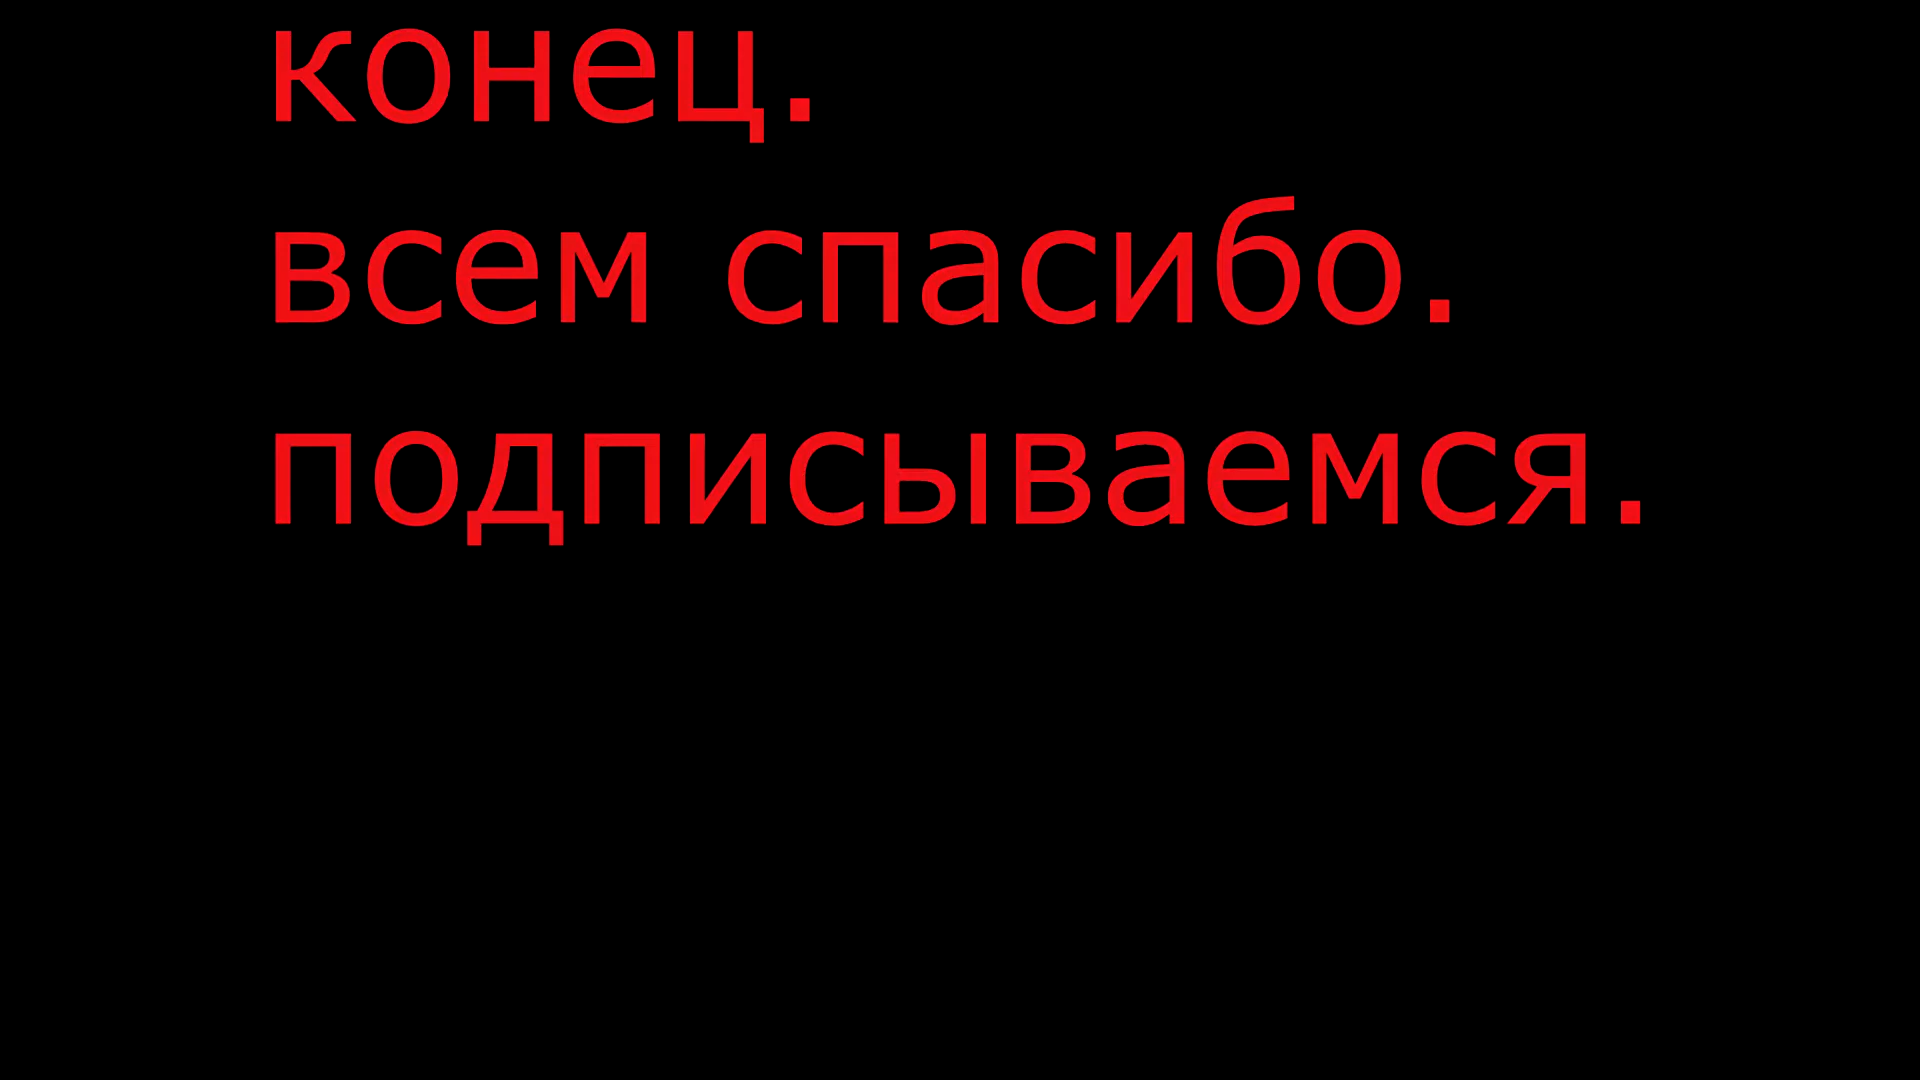 конец.
всем спасибо.
подписываемся.